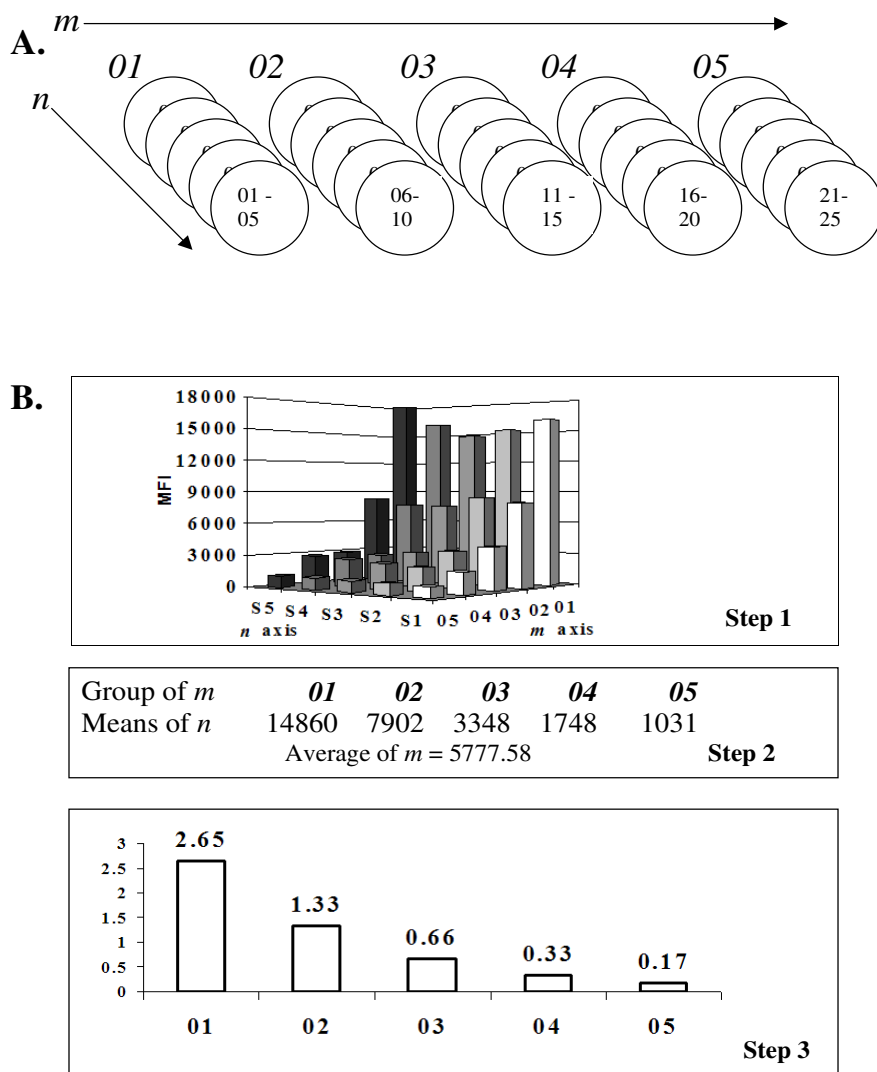 A.
m
01 02 03 04 05
n
01 - 06- 11 - 16- 21-
05 10 15 20 25
B.
18000
15000
12000
9000
6000
3000
0
MFI
S5 S4 S3 S2 S1 05 04 03 02 01
n axis m axis
Step 1
Group of m 01 02 03 04 05
Means of n 14860 7902 3348 1748 1031
Average of m = 5777.58 Step 2
3
2.5
2
1.5
1
0.5
0
2.65
1.33
0.66
0.33
0.17
01 02 03 04 05
Step 3